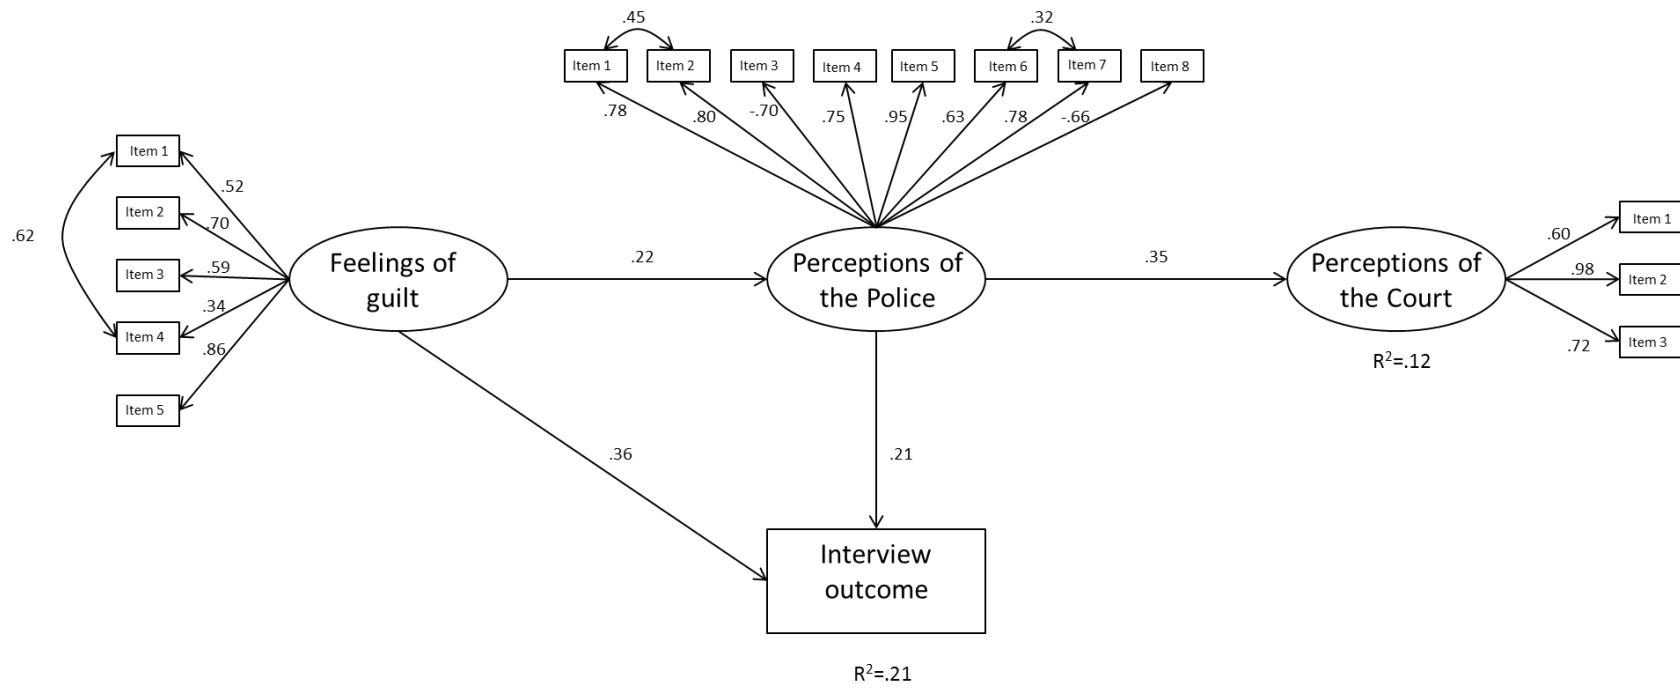 .45
.32
Item 1
Item 2
Item 3
Item 4
Item 5
Item 6
Item 7
Item 8
.78
.80
-.70
.75
.95
.63
.78
-.66
Item 1
Item 2
Item 3
Item 4
Item 5
.62
.52
.70
.59
.34
.86
Feelings of
guilt
.22
Perceptions of
the Police
.35
Perceptions of
the Court
R²=.12
.60
.98
.72
Item 1
Item 2
Item 3
.36
.21
Interview
outcome
R²=.21